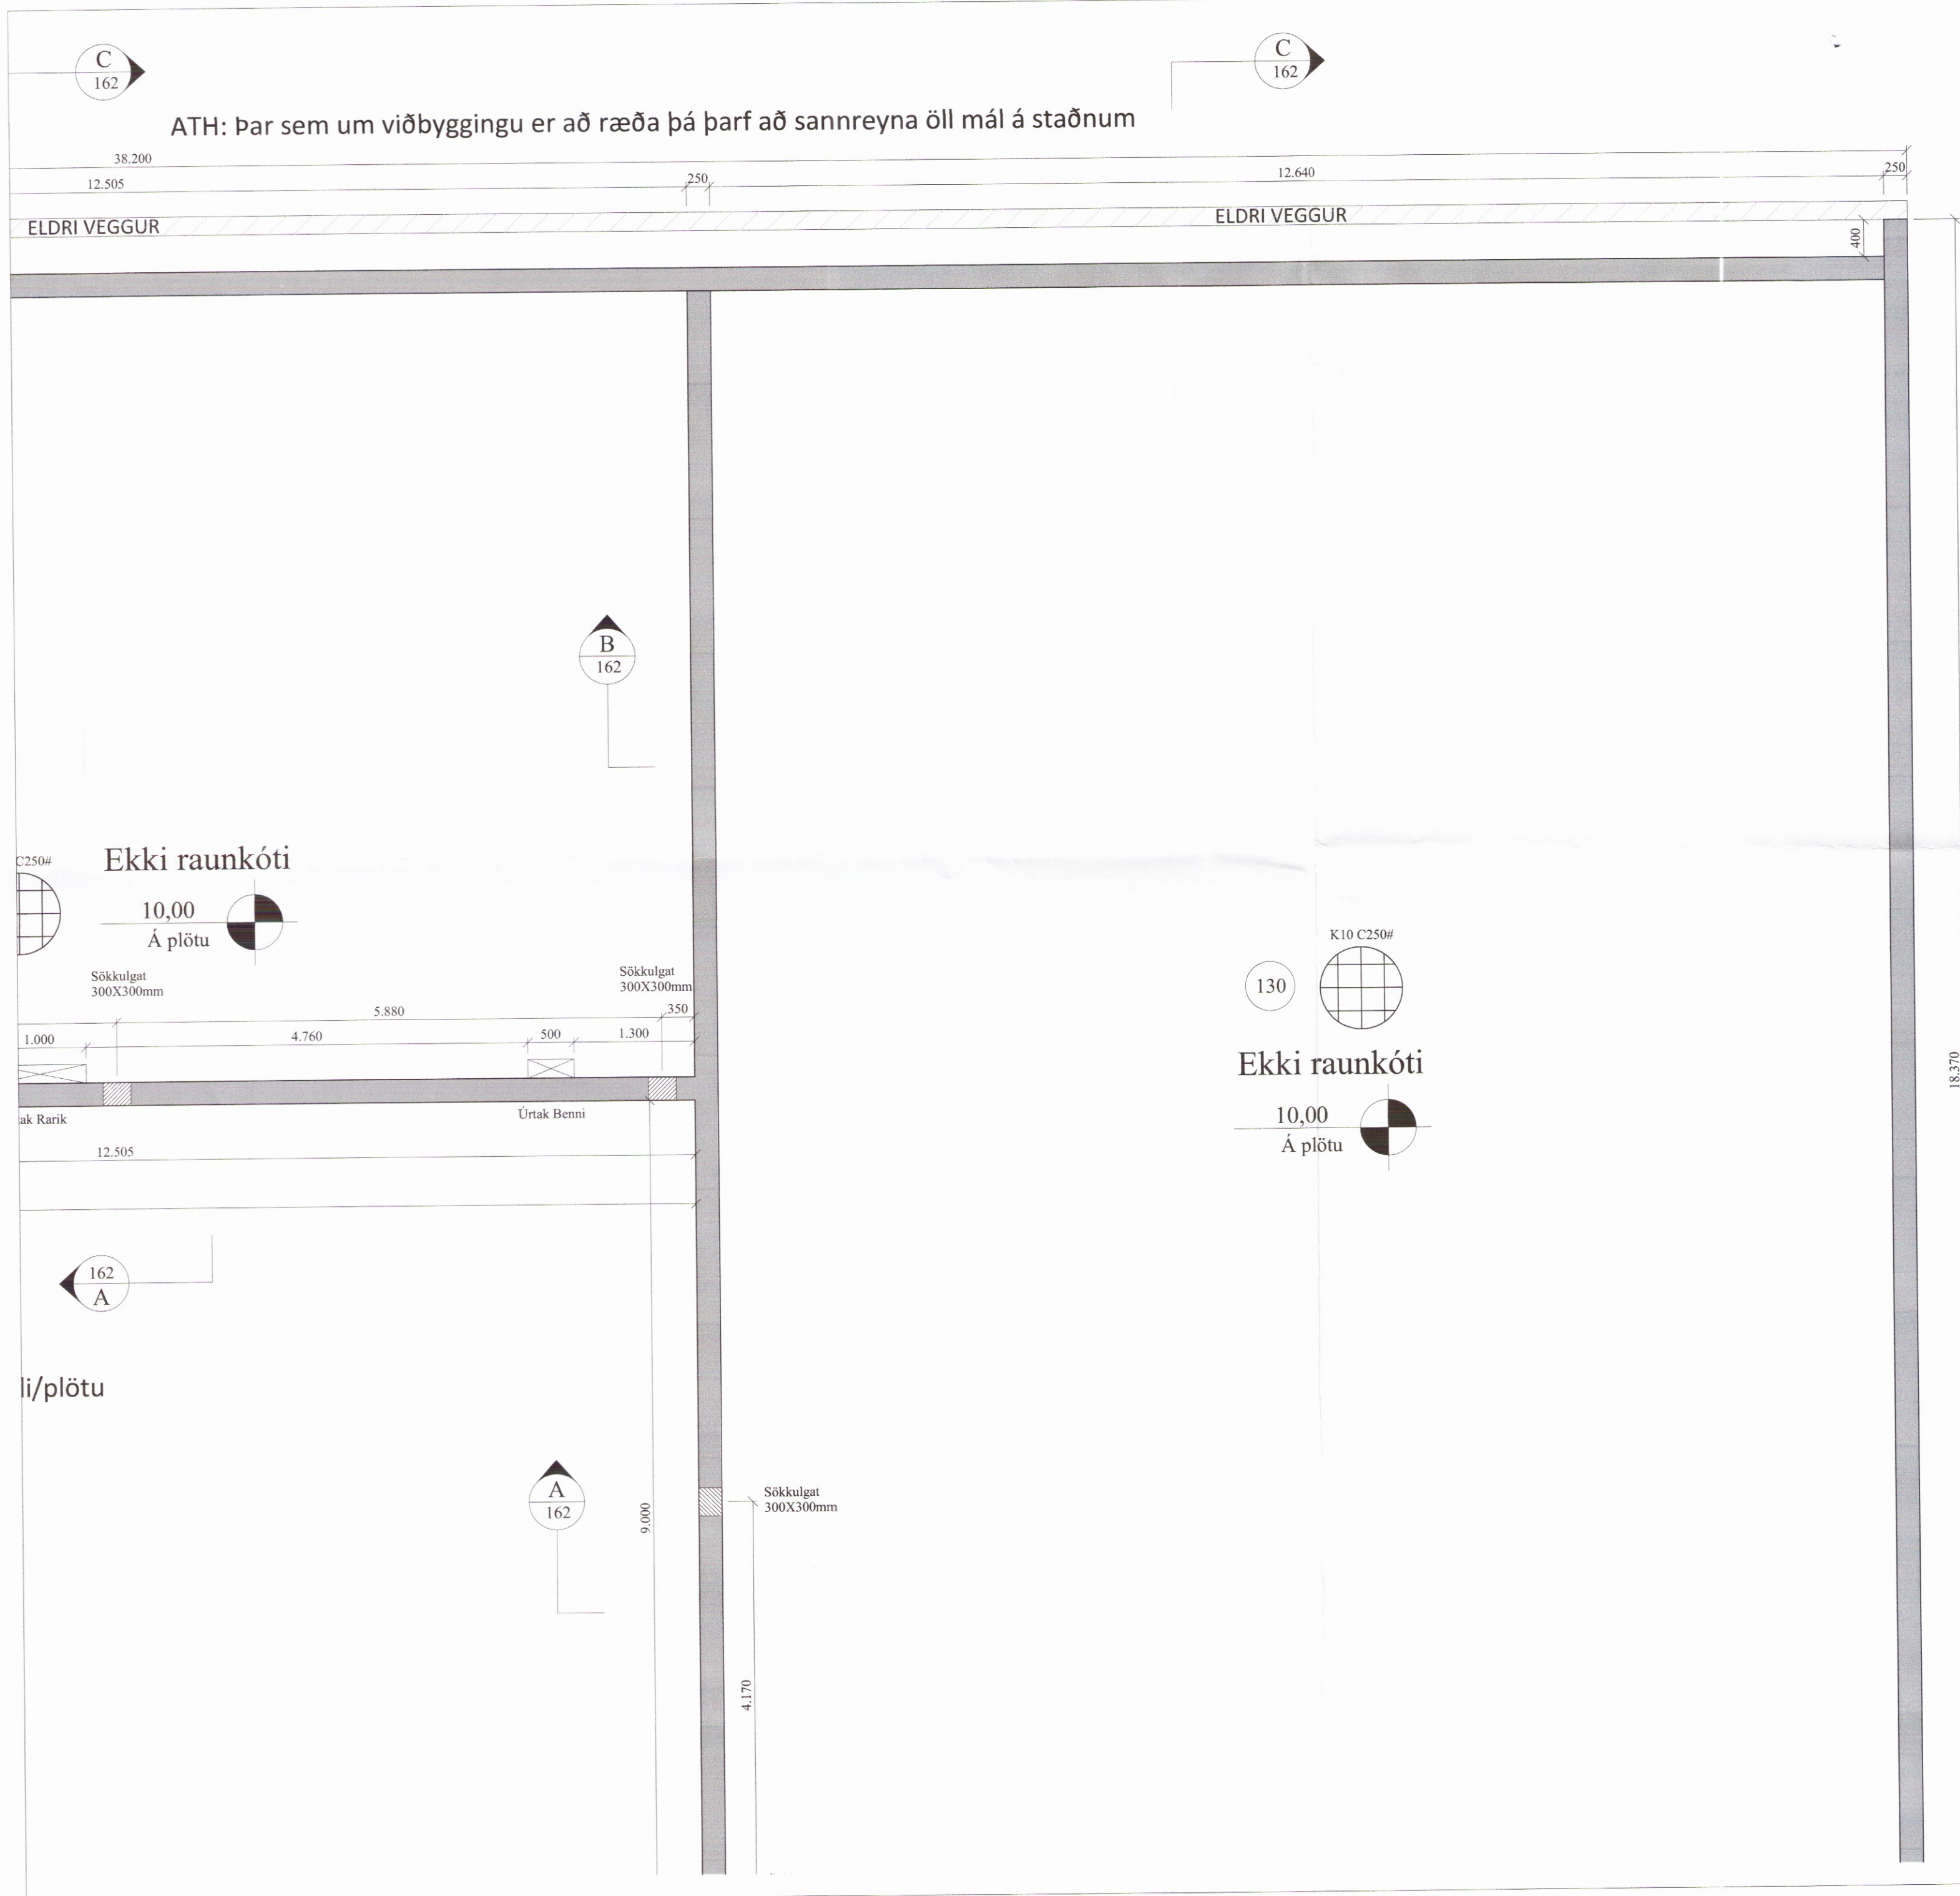 C
162
C
162
ATH: Þar sem um viðbyggingu er að ræða þá þarf að sannreyna öll mál á staðnum
38.200
12.505
250
12.640
250
ELDRI VEGGUR
ELDRI VEGGUR
400
B
162
C250#
Ekki raunkóti
10,00
Á plötu
Sökkulgat
300X300mm
Sökkulgat
300X300mm
5.880
350
1.000
4.760
500
1.300
ak Rarik
Úrtak Benni
12.505
K10 C250#
130
Ekki raunkóti
10,00
Á plötu
18.370
162
A
li/plötu
A
162
9.000
Sökkulgat
300X300mm
4.170